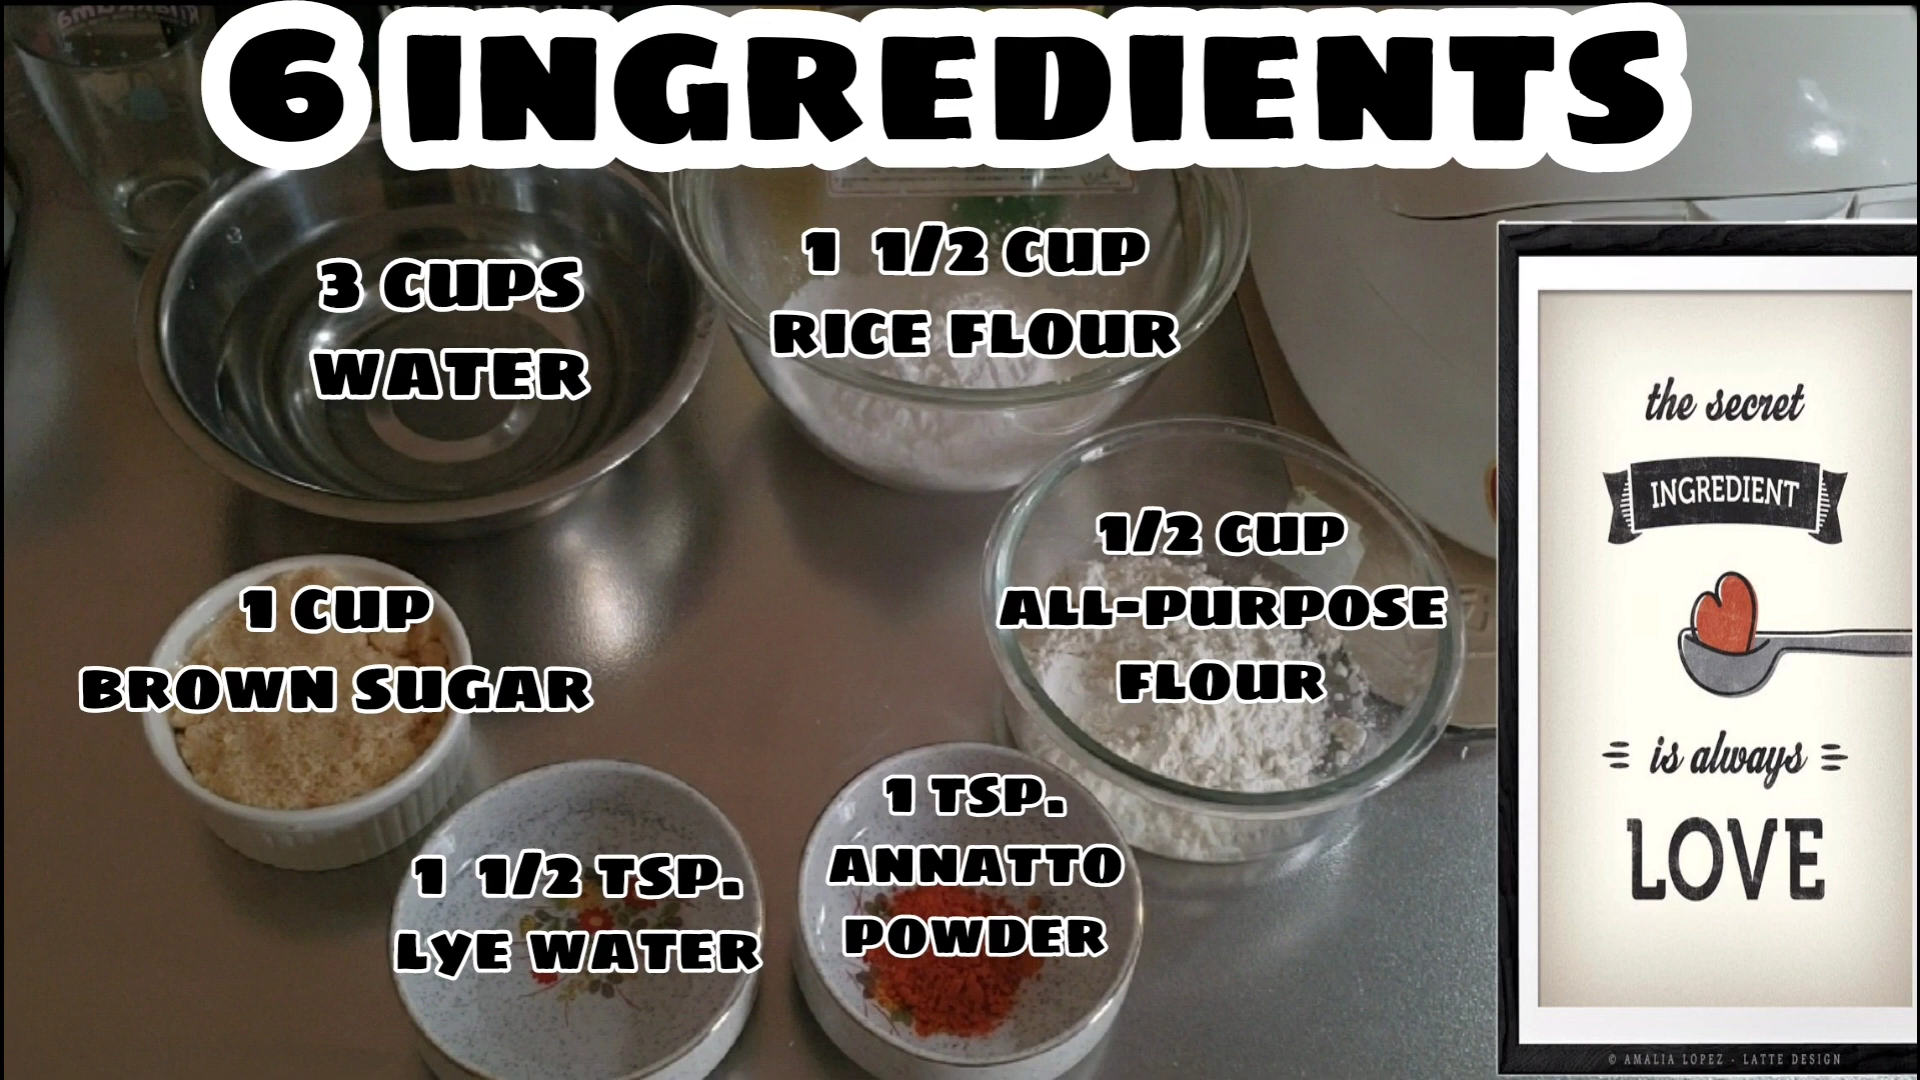 6 INGREDIENTS
3 CUPS
WATER
1 1/2 CUP
RICE FLOUR
1/2 CUP
ALL-PURPOSE
FLOUR
1 CUP
BROWN SUGAR
1 1/2 TSP.
LYE WATER
1 TSP.
ANNATTO
POWDER
the secret
INGREDIENT
is always
LOVE
© AMALIA LOPEZ - LATTE DESIGN